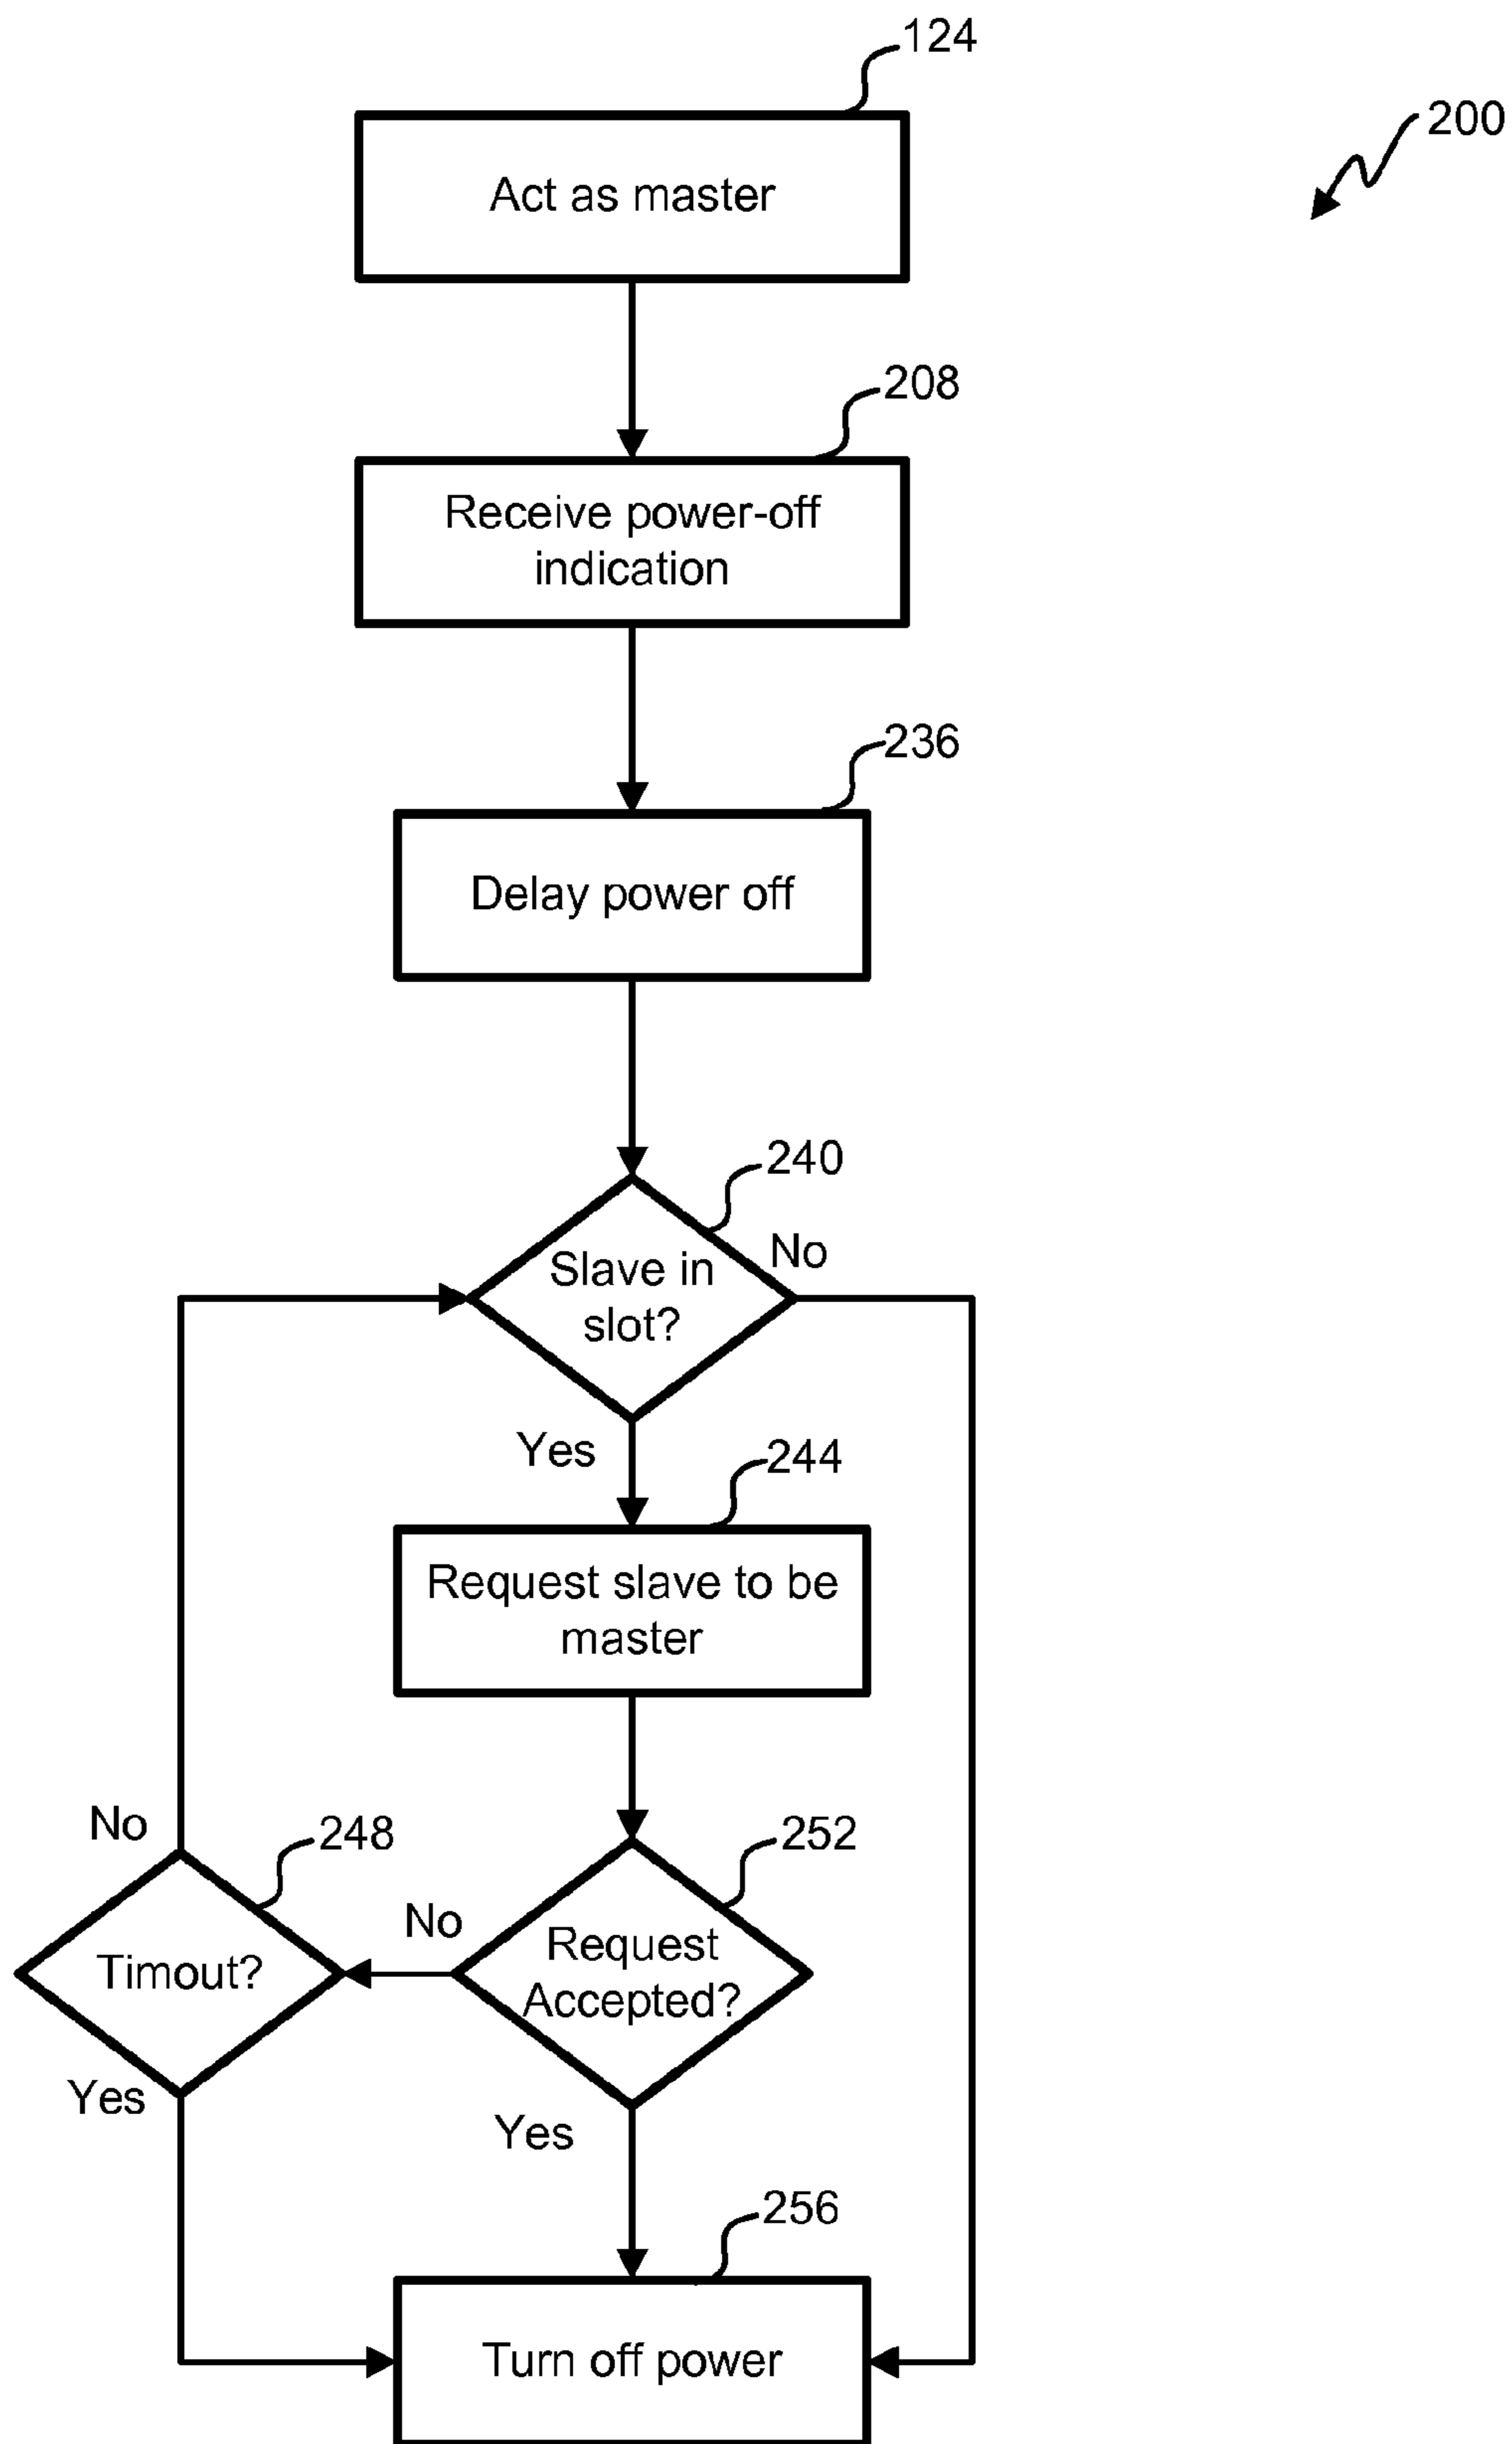 124
200
Act as master
208
Receive power-off
indication
236
Delay power off
240
No
Slave in
slot?
Yes
244
Request slave to be
master
No
248
252
No
Timout?
Request
Accepted?
Yes
Yes
256
Turn off power